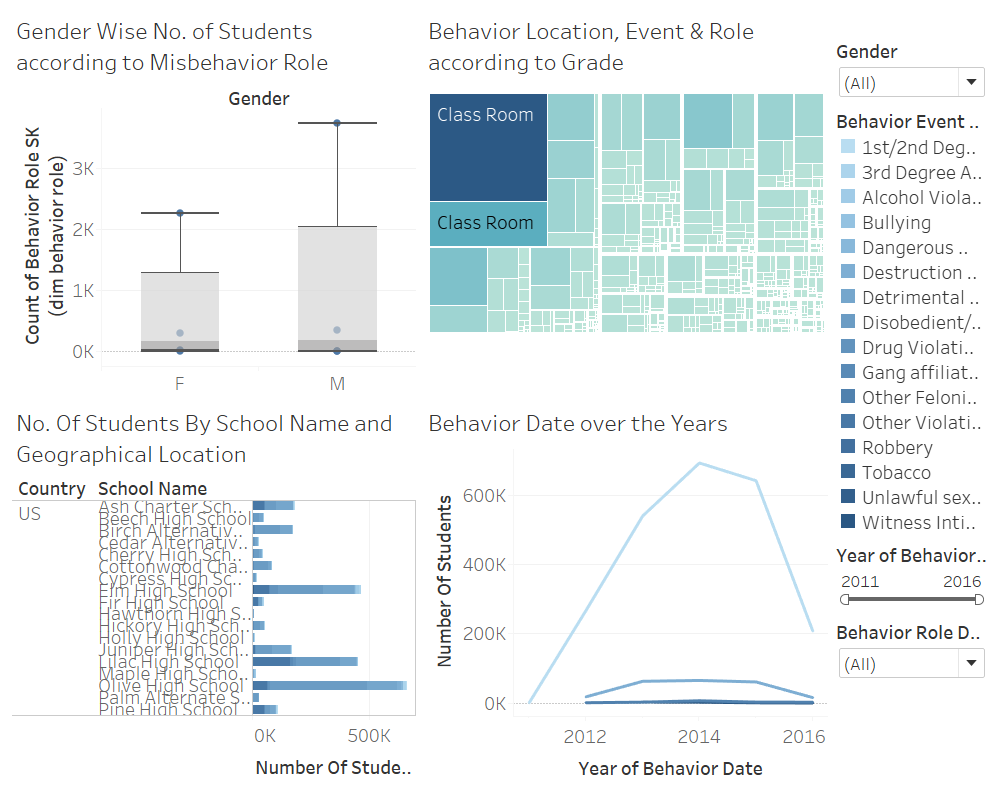 Gender Wise No. of Students
according to Misbehavior Role
Gender
Count of Behavior Role SK
(dim behavior role)
3K
2K
1K
0K
F
M
Behavior Location, Event & Role
according to Grade
Class Room
Class Room
Gender
(All)
Behavior Event ..
1st/2nd Deg..
3rd Degree A..
Alcohol Viola..
Bullying
Dangerous ..
Destruction ..
Detrimental ..
Disobedient/..
Drug Violati..
Gang affiliat..
Other Feloni..
Other Violati..
Robbery
Tobacco
Unlawful sex..
Witness Inti..
Year of Behavior..
2011 2016
Behavior Role D..
(All)
No. Of Students By School Name and
Geographical Location
Country School Name
US
Ash Charter Sch..
Beech High School
Birch Alternativ..
Cedar Alternativ..
Cherry High Sch..
Cottonwood Cha..
Cypress High Sc..
Elm High School
Fir High School
Hawthorn High S..
Hickory High Sch..
Holly High School
Juniper High Sch..
Lilac High School
Maple High Scho..
Olive High School
Palm Alternate S..
Pine High School
0K 500K
Number Of Stude..
Behavior Date over the Years
Number Of Students
600K
400K
200K
0K
2012 2014 2016
Year of Behavior Date